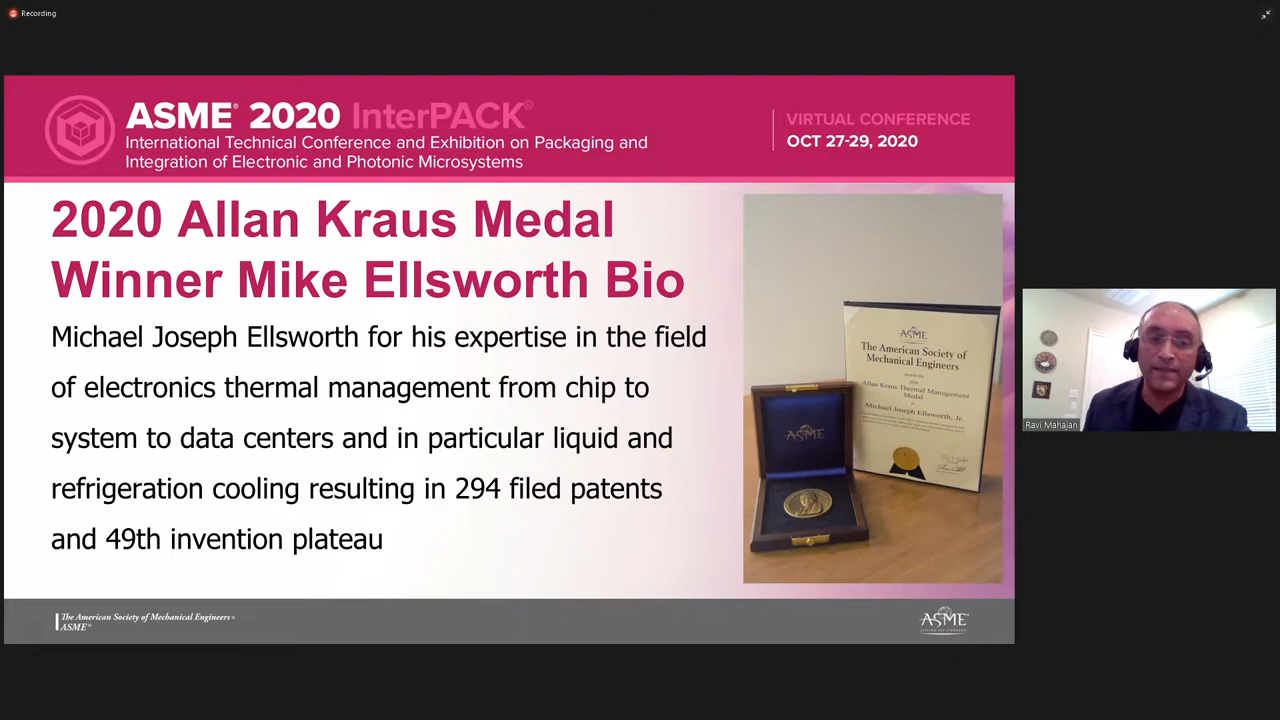 Recording
ASME® 2020 InterPACK®
International Technical Conference and Exhibition on Packaging and
Integration of Electronic and Photonic Microsystems
VIRTUAL CONFERENCE
OCT 27-29, 2020
2020 Allan Kraus Medal
Winner Mike Ellsworth Bio
Michael Joseph Ellsworth for his expertise in the field
of electronics thermal management from chip to
system to data centers and in particular liquid and
refrigeration cooling resulting in 294 filed patents
and 49th invention plateau
ASME
The American Society of
Mechanical Engineers
Allan Kraus Thermal Management
Medal
Michael Joseph Ellsworth, Jr.
ASME
Ravi Mahajan
The American Society of Mechanical Engineers®
ASME®
ASME®
SETTING THE STANDARD